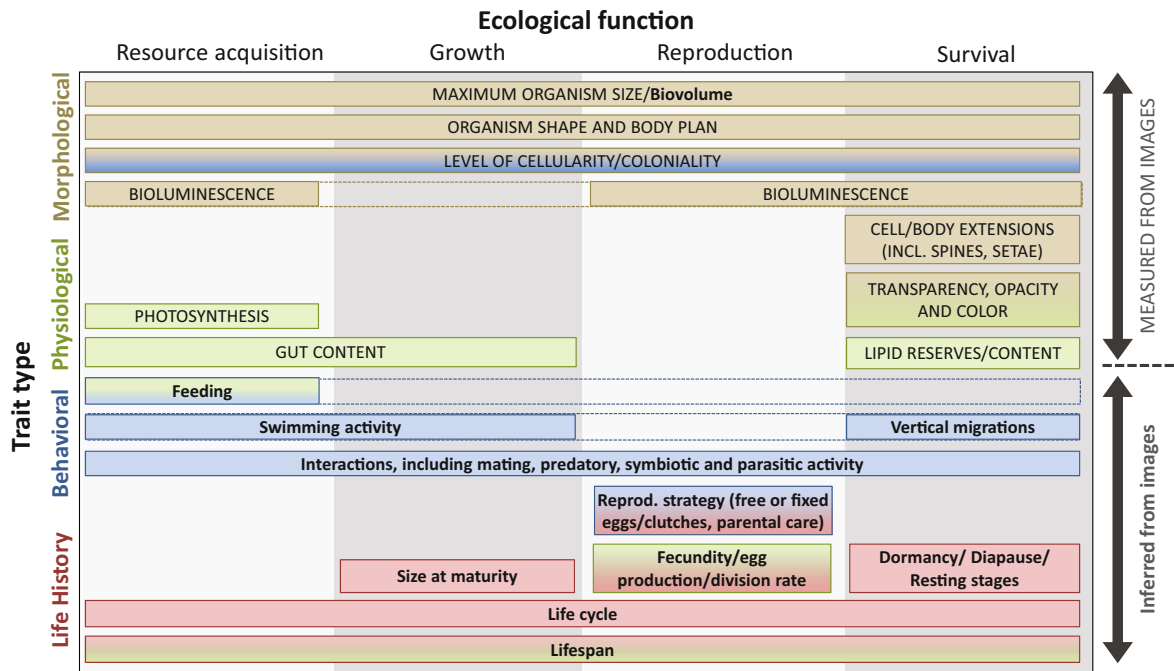 Ecological function
Resource acquisition
Growth
Reproduction
Survival
Trait type
Morphological
Physiological
Behavioral
Life History
MAXIMUM ORGANISM SIZE/Biovolume
ORGANISM SHAPE AND BODY PLAN
LEVEL OF CELLULARITY/COLONIALITY
BIOLUMINESCENCE
BIOLUMINESCENCE
CELL/BODY EXTENSIONS
(INCL. SPINES, SETAE)
TRANSPARENCY, OPACITY
AND COLOR
PHOTOSYNTHESIS
GUT CONTENT
LIPID RESERVES/CONTENT
Feeding
Swimming activity
Vertical migrations
Interactions, including mating, predatory, symbiotic and parasitic activity
Reprod. strategy (free or fixed
eggs/clutches, parental care)
Size at maturity
Fecundity/egg
production/division rate
Dormancy/ Diapause/
Resting stages
Life cycle
Lifespan
MEASURED FROM IMAGES
Inferred from images